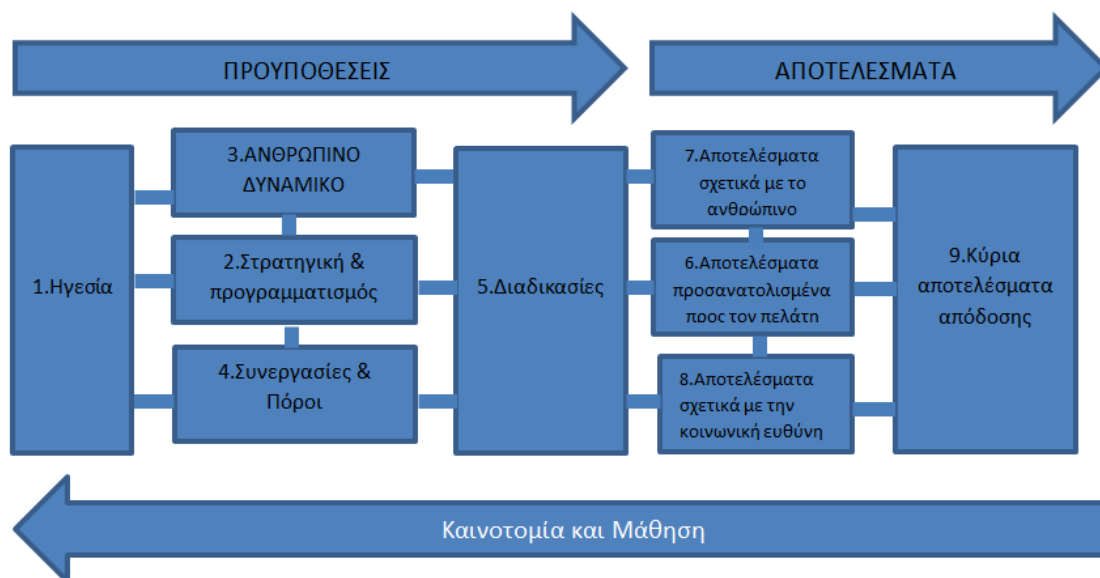 ΠΡΟΥΠΟΘΕΣΕΙΣ
ΑΠΟΤΕΛΕΣΜΑΤΑ
1.Ηγεσία
3.ΑΝΘΡΩΠΙΝΟ
ΔΥΝΑΜΙΚΟ
2.Στρατηγική &
προγραμματισμός
4.Συνεργασίες &
Πόροι
5.Διαδικασίες
7.Αποτελέσματα
σχετικά με το
ανθρώπινο
6.Αποτελέσματα
προσανατολισμένα
προς τον πελάτη
8.Αποτελέσματα
σχετικά με την
κοινωνική ευθύνη
9.Κύρια
αποτελέσματα
απόδοσης
Καινοτομία και Μάθηση